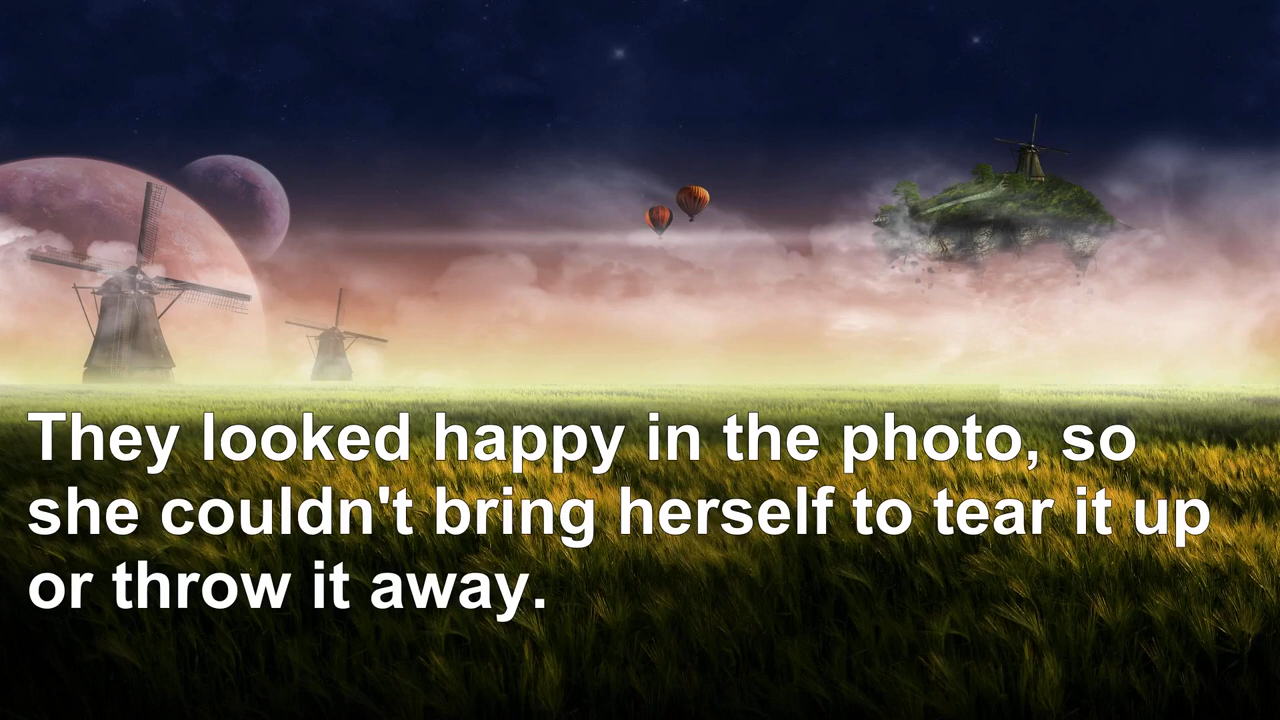 They looked happy in the photo, so
she couldn't bring herself to tear it up
or throw it away.